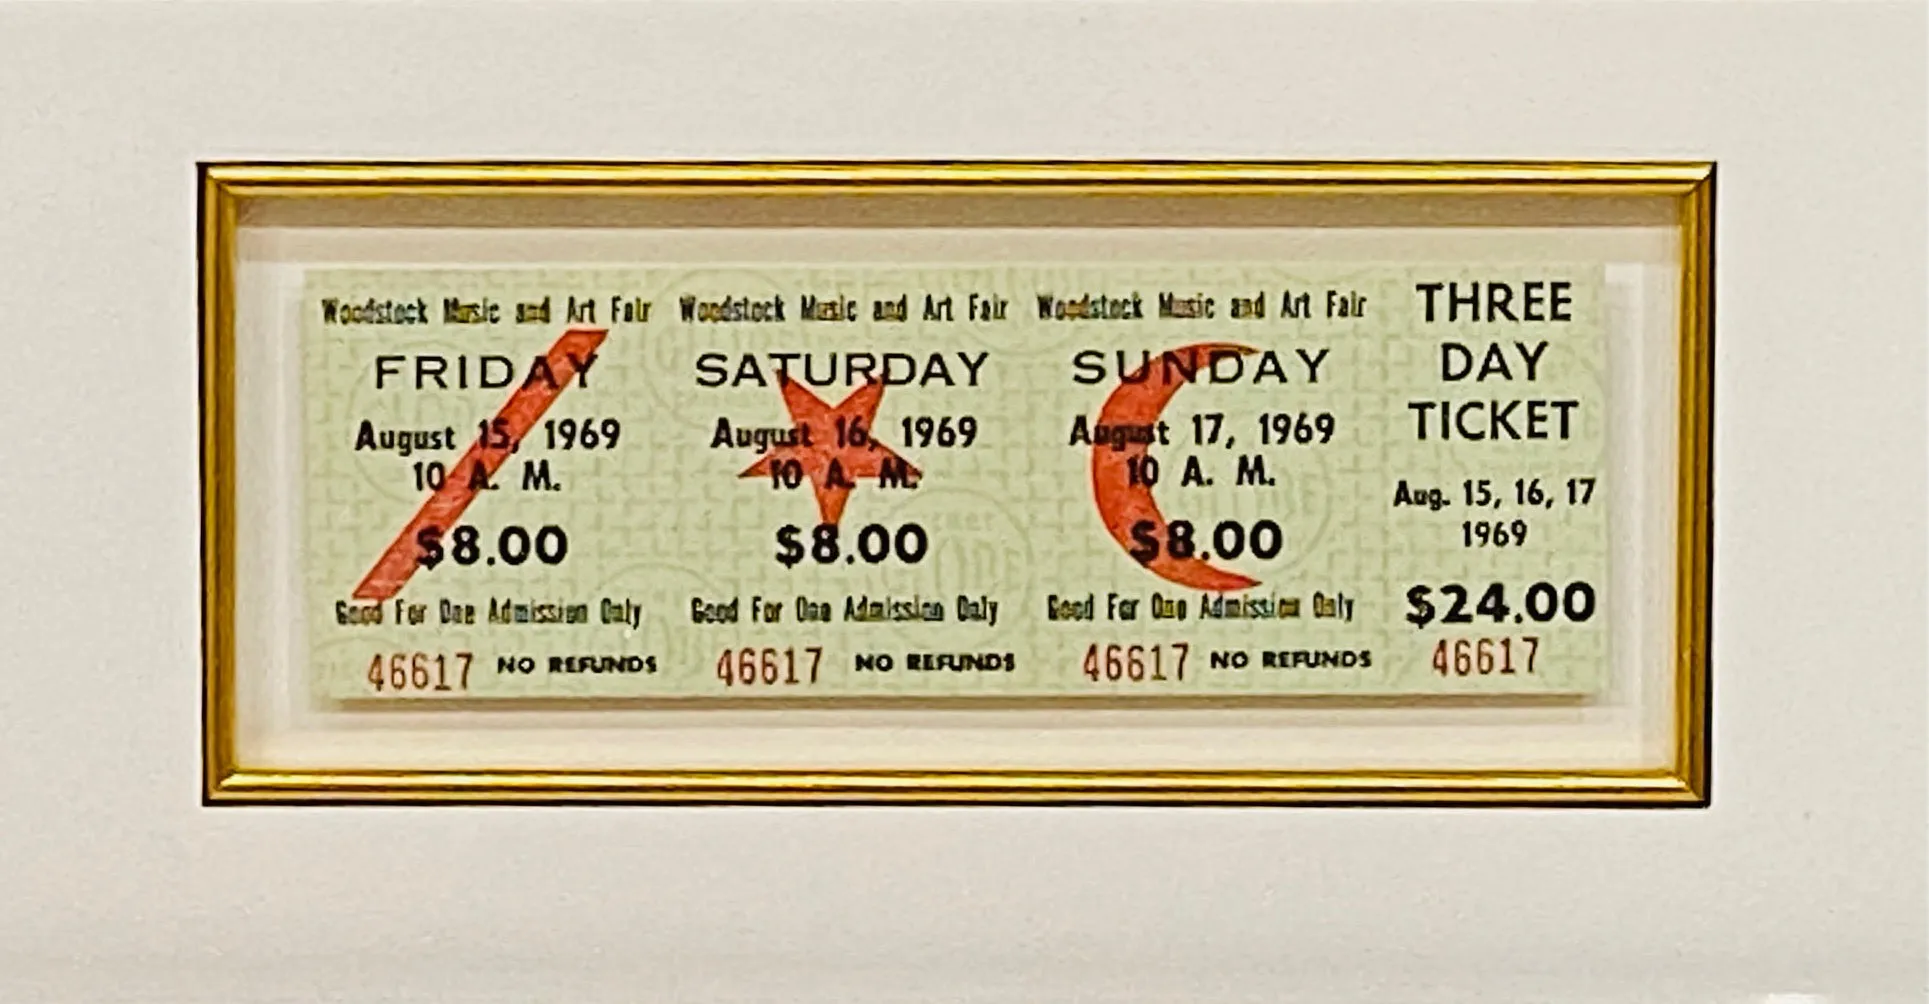 Woodstock Music and Art Fair
FRIDAY
August 15, 1969
10 A. M.
$8.00
Good For One Admission Only
46617 NO REFUNDS
Woodstock Music and Art Fair
SATURDAY
August 16, 1969
10 A. M.
$8.00
Good For One Admission Only
46617 NO REFUNDS
Woodstock Music and Art Fair
SUNDAY
August 17, 1969
10 A. M.
$8.00
Good For One Admission Only
46617 NO REFUNDS
THREE
DAY
TICKET
Aug. 15, 16, 17
1969
$24.00
46617